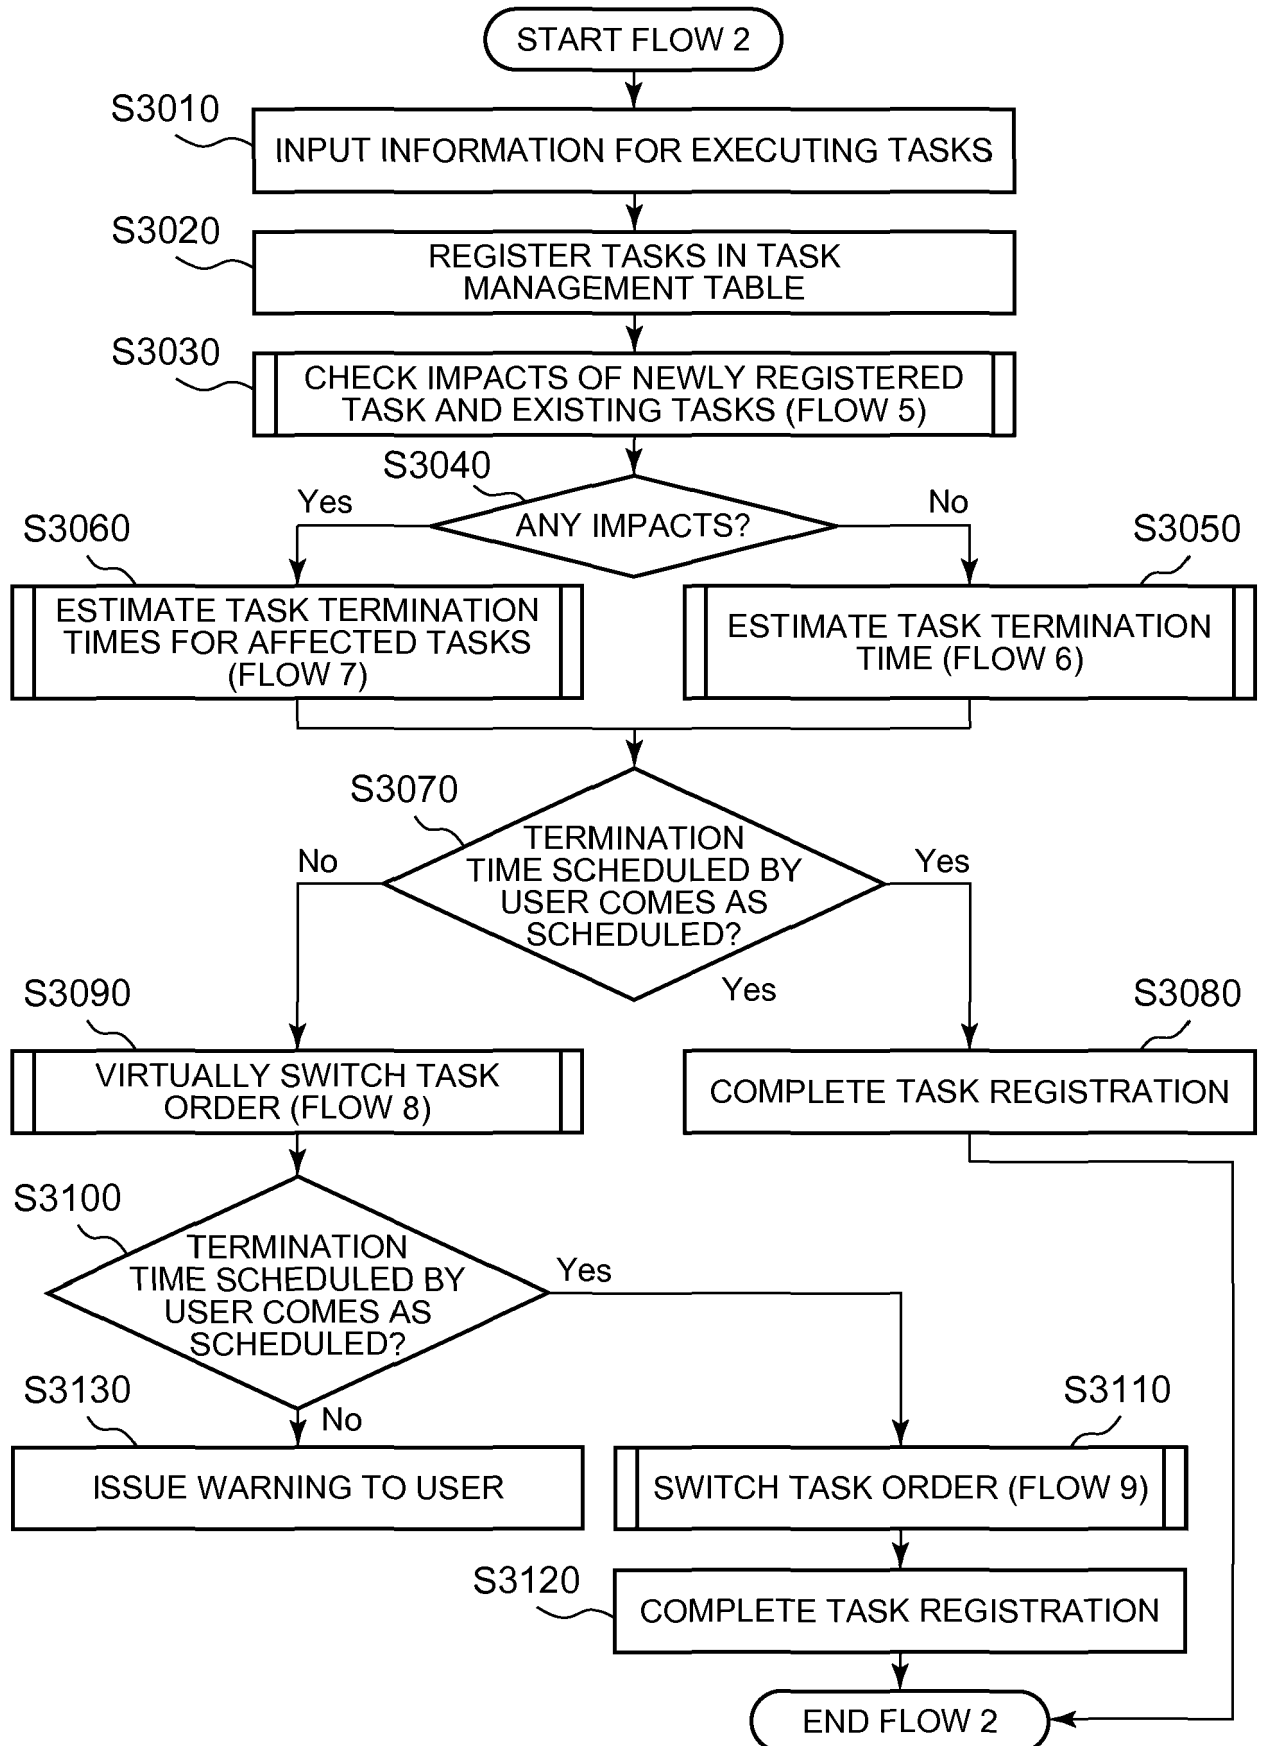 START FLOW 2
S3010
INPUT INFORMATION FOR EXECUTING TASKS
S3020
REGISTER TASKS IN TASK
MANAGEMENT TABLE
S3030
CHECK IMPACTS OF NEWLY REGISTERED
TASK AND EXISTING TASKS (FLOW 5)
S3040
Yes
ANY IMPACTS?
No
S3060
S3050
ESTIMATE TASK TERMINATION
TIMES FOR AFFECTED TASKS
(FLOW 7)
ESTIMATE TASK TERMINATION
TIME (FLOW 6)
S3070
TERMINATION
TIME SCHEDULED BY
USER COMES AS
SCHEDULED?
No
Yes
Yes
S3090
S3080
VIRTUALLY SWITCH TASK
ORDER (FLOW 8)
COMPLETE TASK REGISTRATION
S3100
TERMINATION
TIME SCHEDULED BY
USER COMES AS
SCHEDULED?
Yes
S3130
No
S3110
ISSUE WARNING TO USER
SWITCH TASK ORDER (FLOW 9)
S3120
COMPLETE TASK REGISTRATION
END FLOW 2